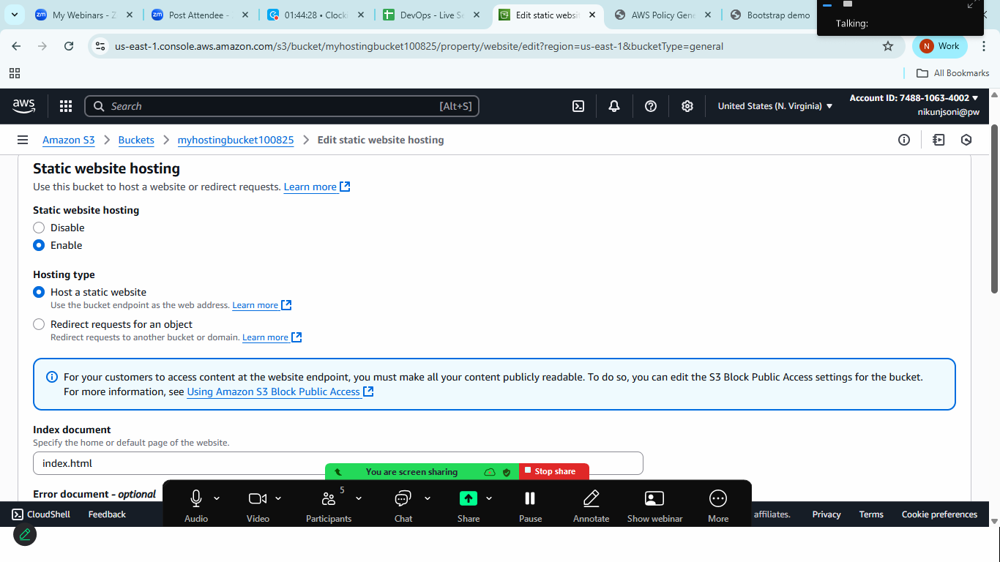 My Webinars - Z
Post Attendee -
01:44:28 • Clocki
DevOps - Live Se
Edit static websit
AWS Policy Gene
Bootstrap demo
Talking:
us-east-1.console.aws.amazon.com/s3/bucket/myhostingbucket100825/property/website/edit?region=us-east-1&bucketType=general
N
Work
All Bookmarks
aws
Search
[Alt+S]
United States (N. Virginia)
Account ID: 7488-1063-4002
nikunjsoni@pw
Amazon S3
Buckets
myhostingbucket100825
Edit static website hosting
Static website hosting
Use this bucket to host a website or redirect requests. Learn more
Static website hosting
Disable
Enable
Hosting type
Host a static website
Use the bucket endpoint as the web address. Learn more
Redirect requests for an object
Redirect requests to another bucket or domain. Learn more
For your customers to access content at the website endpoint, you must make all your content publicly readable. To do so, you can edit the S3 Block Public Access settings for the bucket.
For more information, see Using Amazon S3 Block Public Access
Index document
Specify the home or default page of the website.
index.html
You are screen sharing
Stop share
Error document - optional
5
Audio
Video
Participants
Chat
Share
Pause
Annotate
Show webinar
More
CloudShell
Feedback
affiliates.
Privacy
Terms
Cookie preferences